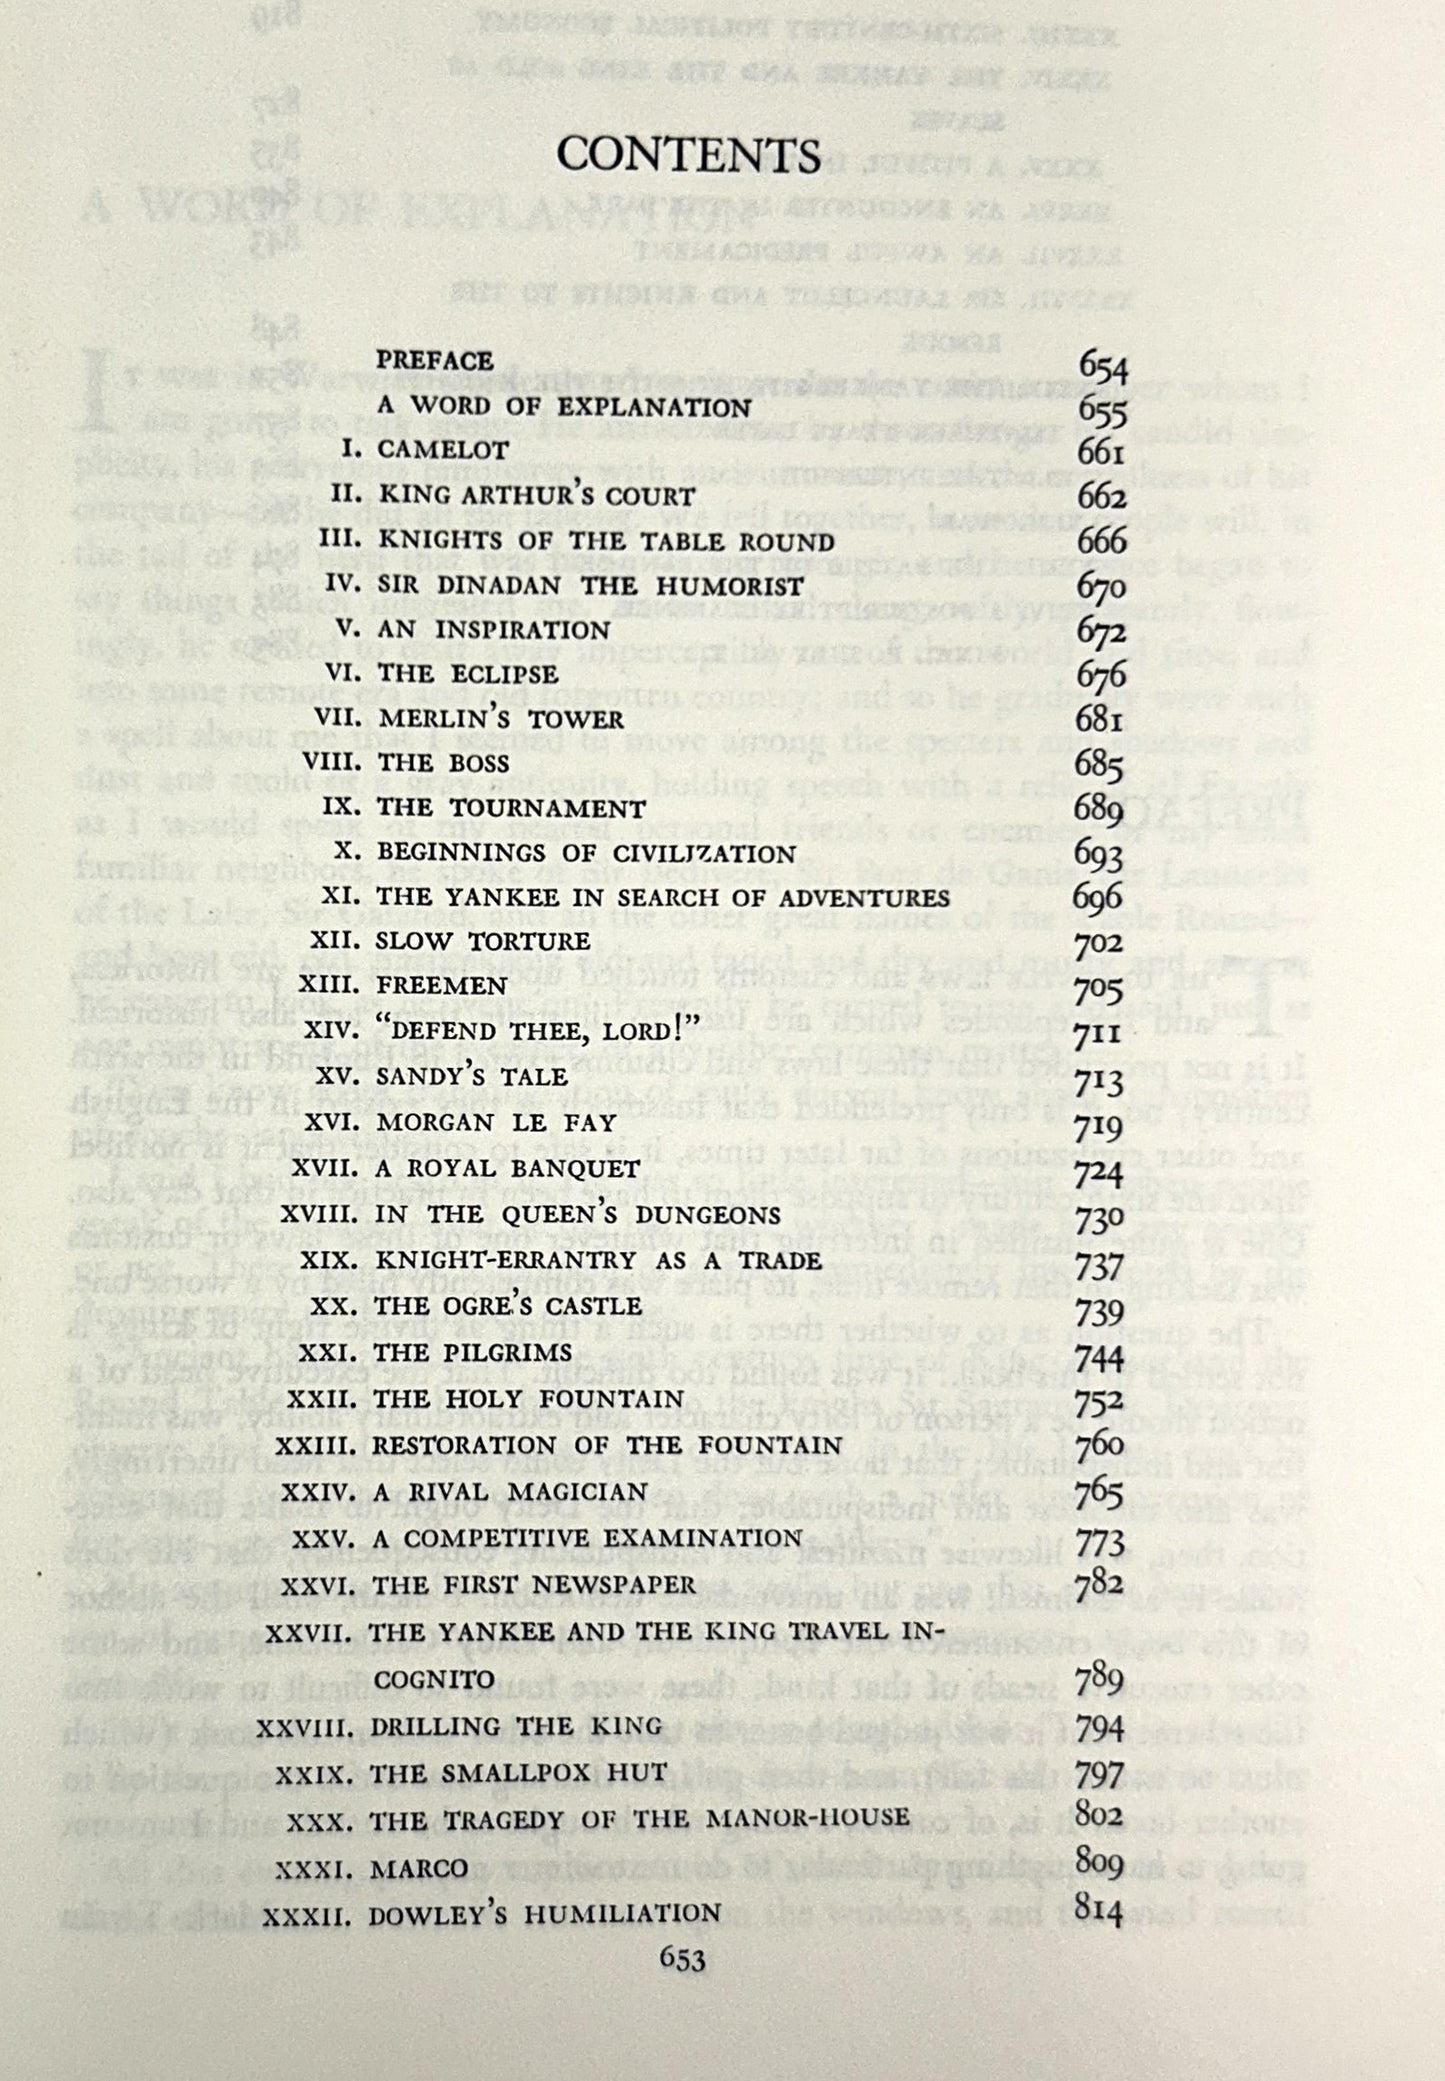 CONTENTS
PREFACE 654
A WORD OF EXPLANATION 655
I. CAMELOT 661
II. KING ARTHUR'S COURT 662
III. KNIGHTS OF THE TABLE ROUND 666
IV. SIR DINADAN THE HUMORIST 670
V. AN INSPIRATION 672
VI. THE ECLIPSE 676
VII. MERLIN'S TOWER 681
VIII. THE BOSS 685
IX. THE TOURNAMENT 689
X. BEGINNINGS OF CIVILIZATION 693
XI. THE YANKEE IN SEARCH OF ADVENTURES 696
XII. SLOW TORTURE 702
XIII. FREEMEN 705
XIV. "DEFEND THEE, LORD!" 711
XV. SANDY'S TALE 713
XVI. MORGAN LE FAY 719
XVII. A ROYAL BANQUET 724
XVIII. IN THE QUEEN'S DUNGEONS 730
XIX. KNIGHT-ERRANTRY AS A TRADE 737
XX. THE OGRE'S CASTLE 739
XXI. THE PILGRIMS 744
XXII. THE HOLY FOUNTAIN 752
XXIII. RESTORATION OF THE FOUNTAIN 760
XXIV. A RIVAL MAGICIAN 765
XXV. A COMPETITIVE EXAMINATION 773
XXVI. THE FIRST NEWSPAPER 782
XXVII. THE YANKEE AND THE KING TRAVEL IN-
COGNITO 789
XXVIII. DRILLING THE KING 794
XXIX. THE SMALLPOX HUT 797
XXX. THE TRAGEDY OF THE MANOR-HOUSE 802
XXXI. MARCO 809
XXXII. DOWLEY'S HUMILIATION 814
653